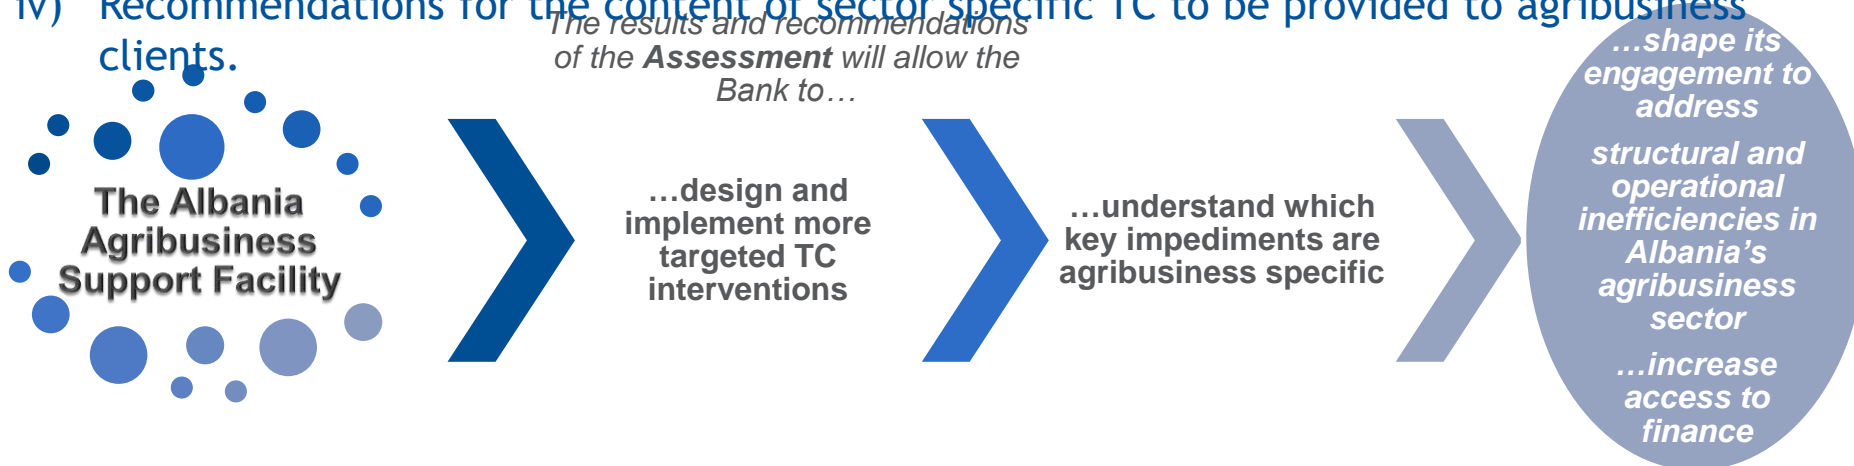 iv) Recommendations for the content of sector specific TC to be provided to agribusiness
clients.
The results and recommendations
of the Assessment will allow the
Bank to…
The Albania
Agribusiness
Support Facility
…design and
implement more
targeted TC
interventions
…understand which
key impediments are
agribusiness specific
…shape its
engagement to
address
structural and
operational
inefficiencies in
Albania’s
agribusiness
sector
…increase
access to
finance